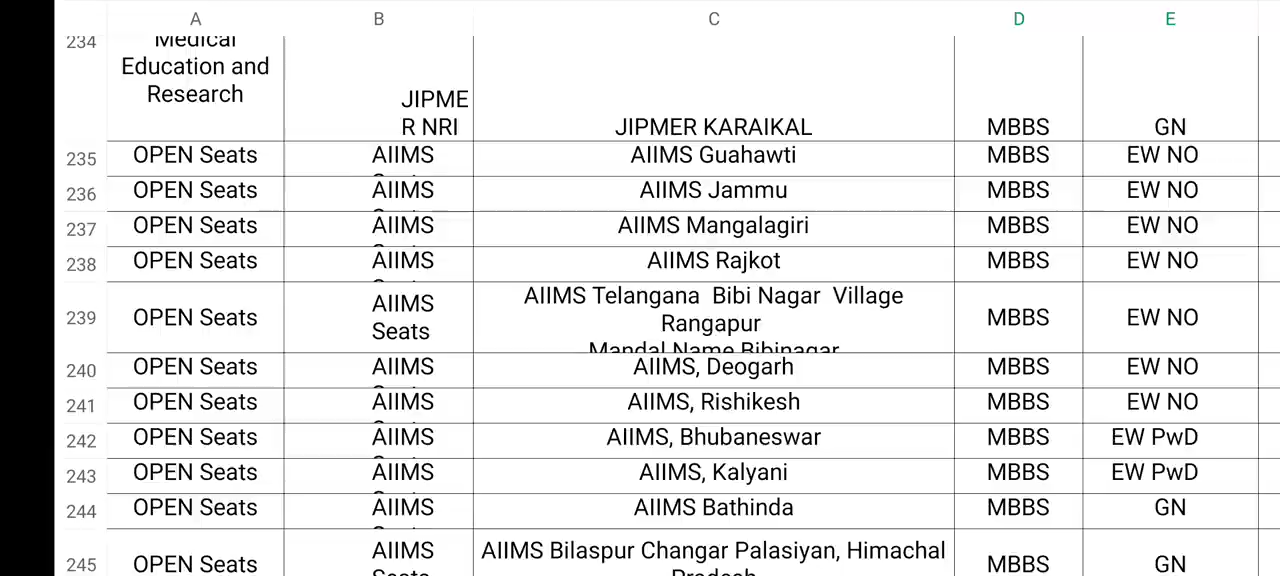 A B C D E
234 Medical
Education and
Research JIPME
R NRI JIPMER KARAIKAL MBBS GN
235 OPEN Seats AIIMS AIIMS Guahawti MBBS EW NO
236 OPEN Seats AIIMS AIIMS Jammu MBBS EW NO
237 OPEN Seats AIIMS AIIMS Mangalagiri MBBS EW NO
238 OPEN Seats AIIMS AIIMS Rajkot MBBS EW NO
239 OPEN Seats AIIMS
Seats AIIMS Telangana Bibi Nagar Village
Rangapur
Mandal Name Bibinagar MBBS EW NO
240 OPEN Seats AIIMS AIIMS, Deogarh MBBS EW NO
241 OPEN Seats AIIMS AIIMS, Rishikesh MBBS EW NO
242 OPEN Seats AIIMS AIIMS, Bhubaneswar MBBS EW PwD
243 OPEN Seats AIIMS AIIMS, Kalyani MBBS EW PwD
244 OPEN Seats AIIMS AIIMS Bathinda MBBS GN
245 OPEN Seats AIIMS
Seats AIIMS Bilaspur Changar Palasiyan, Himachal
Pradesh MBBS GN